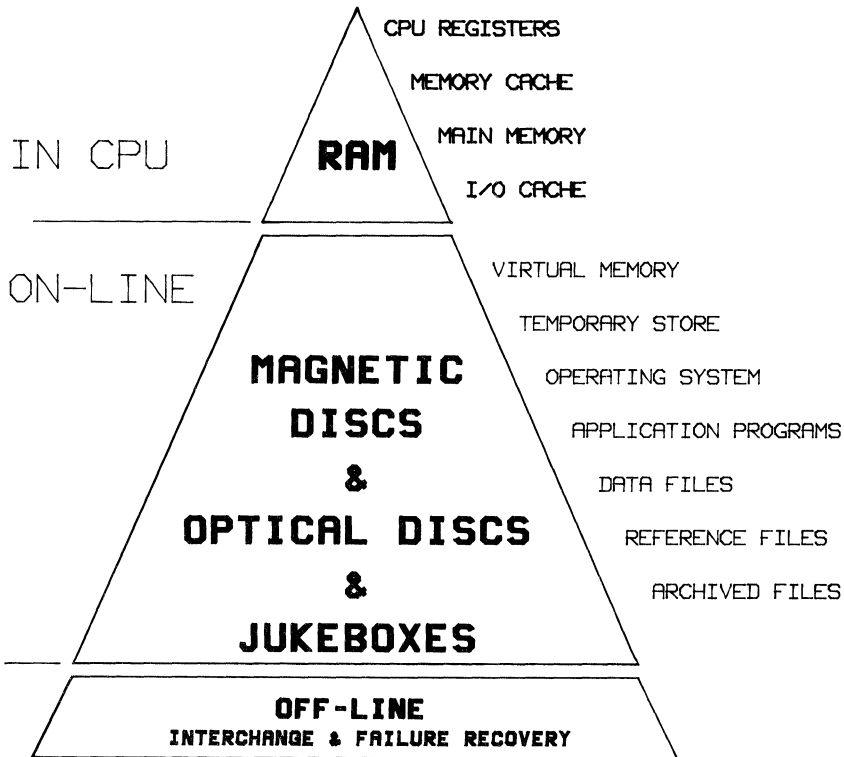 CPU REGISTERS
MEMORY CACHE
MAIN MEMORY
IN CPU
RAM
I/O CACHE
VIRTUAL MEMORY
ON-LINE
TEMPORARY STORE
MAGNETIC
OPERATING SYSTEM
DISCS
APPLICATION PROGRAMS
&
DATA FILES
OPTICAL DISCS
REFERENCE FILES
&
ARCHIVED FILES
JUKEBOXES
OFF-LINE
INTERCHANGE & FAILURE RECOVERY